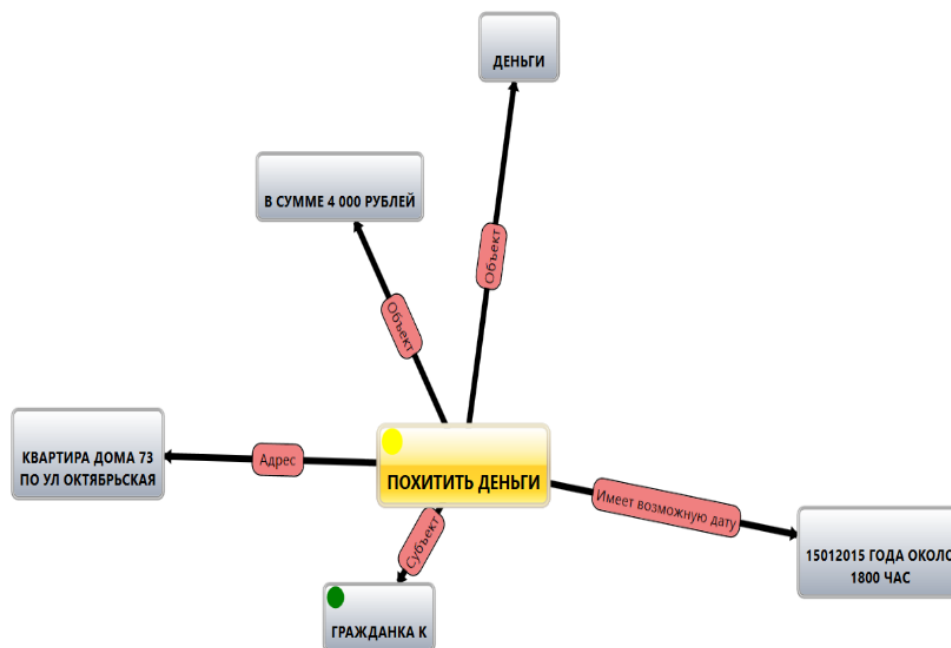 ДЕНЬГИ
В СУММЕ 4 000 РУБЛЕЙ
Объект
Объект
КВАРТИРА ДОМА 73
ПО УЛ ОКТЯБРЬСКАЯ
Адрес
ПОХИТИТЬ ДЕНЬГИ
Имеет возможную дату
15012015 ГОДА ОКОЛО
1800 ЧАС
Субъект
ГРАЖДАНКА К